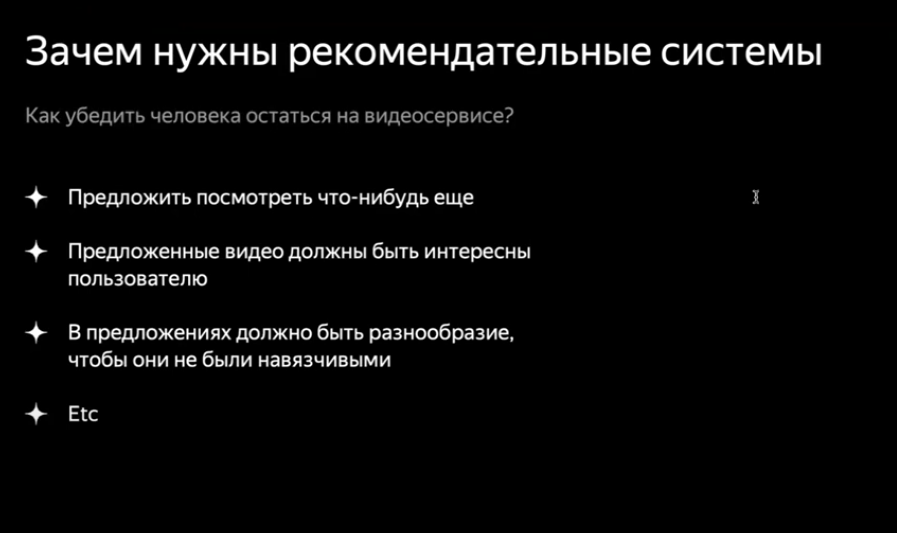 Зачем нужны рекомендательные системы
Как убедить человека остаться на видеосервисе?
Предложить посмотреть что-нибудь еще
Предложенные видео должны быть интересны
пользователю
В предложениях должно быть разнообразие,
чтобы они не были навязчивыми
Etc